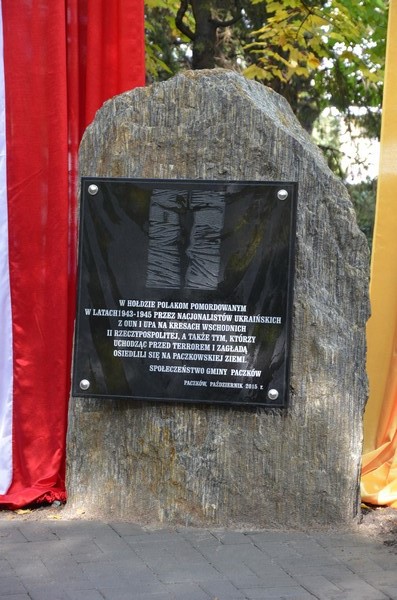 W HOŁDZIE POLAKOM POMORDOWANYM
W LATACH 1943-1945 PRZEZ NACJONALISTÓW UKRAIŃSKICH
Z OUN I UPA NA KRESACH WSCHODNICH
II RZECZYPOSPOLITEJ, A TAKŻE TYM, KTÓRZY
UCHODZĄC PRZED TERROREM I ZAGŁADĄ
OSIEDLILI SIĘ NA PACZKOWSKIEJ ZIEMI.
SPOŁECZEŃSTWO GMINY PACZKÓW
PACZKÓW, PAŹDZIERNIK 2015 r.